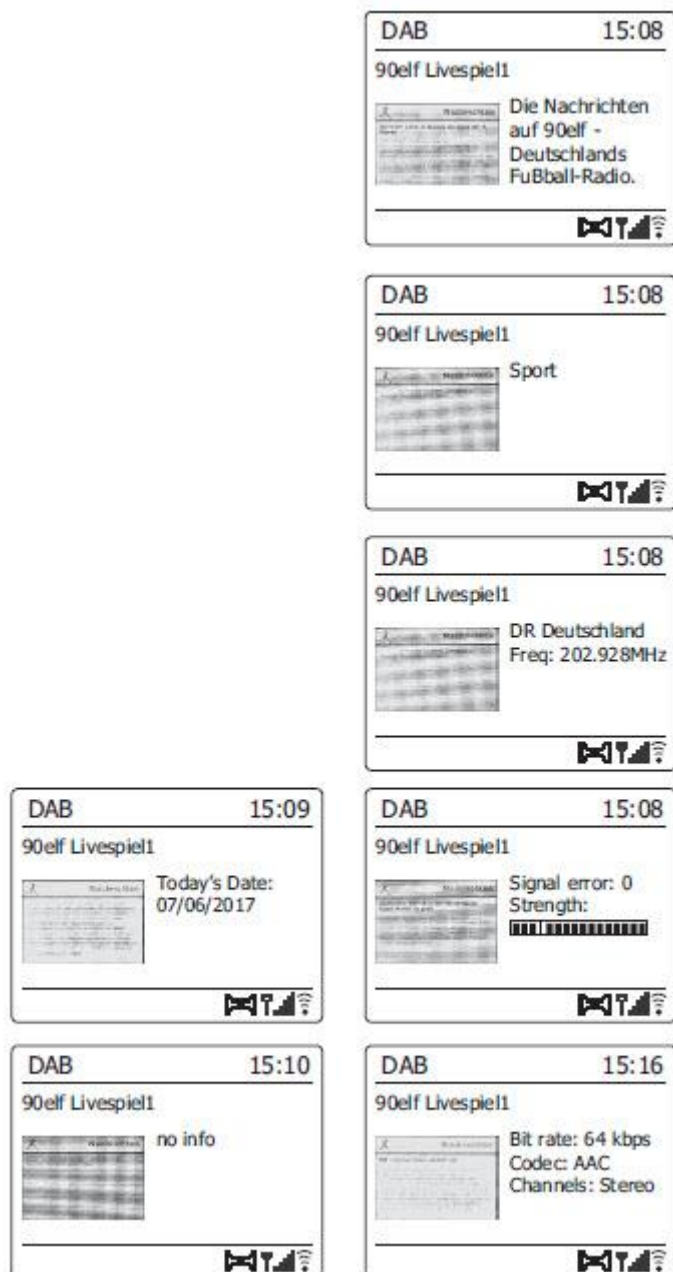 DAB 15:08
90elf Livespiel1
Die Nachrichten
auf 90elf -
Deutschlands
FuBball-Radio.
DAB 15:08
90elf Livespiel1
Sport
DAB 15:08
90elf Livespiel1
DR Deutschland
Freq: 202.928MHz
DAB 15:09
90elf Livespiel1
Today's Date:
07/06/2017
DAB 15:08
90elf Livespiel1
Signal error: 0
Strength:
DAB 15:10
90elf Livespiel1
no info
DAB 15:16
90elf Livespiel1
Bit rate: 64 kbps
Codec: AAC
Channels: Stereo